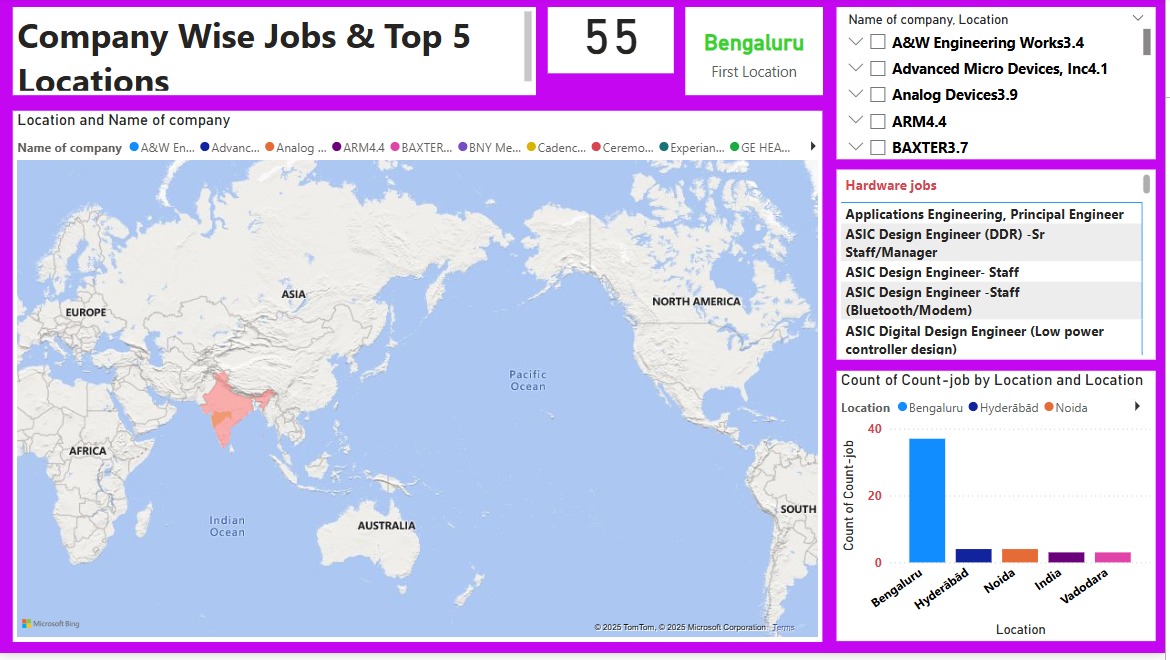 Company Wise Jobs & Top 5
Locations
55
Bengaluru
First Location
Name of company, Location
A&W Engineering Works3.4
Advanced Micro Devices, Inc4.1
Analog Devices3.9
ARM4.4
BAXTER3.7
Location and Name of company
Name of company A&W En... Advanc... Analog ... ARM4.4 BAXTER... BNY Me... Cadenc... Ceremo... Experian... GE HEA...
ASIA
EUROPE
NORTH AMERICA
Pacific
Ocean
AFRICA
Indian
Ocean
AUSTRALIA
SOUTH
Microsoft Bing
© 2025 TomTom, © 2025 Microsoft Corporation Terms
Hardware jobs
Applications Engineering, Principal Engineer
ASIC Design Engineer (DDR) -Sr
Staff/Manager
ASIC Design Engineer- Staff
ASIC Design Engineer -Staff
(Bluetooth/Modem)
ASIC Digital Design Engineer (Low power
controller design)
Count of Count-job by Location and Location
Location Bengaluru Hyderābād Noida
40
20
0
Count of Count-job
Bengaluru
Hyderābād
Noida
India
Vadodara
Location